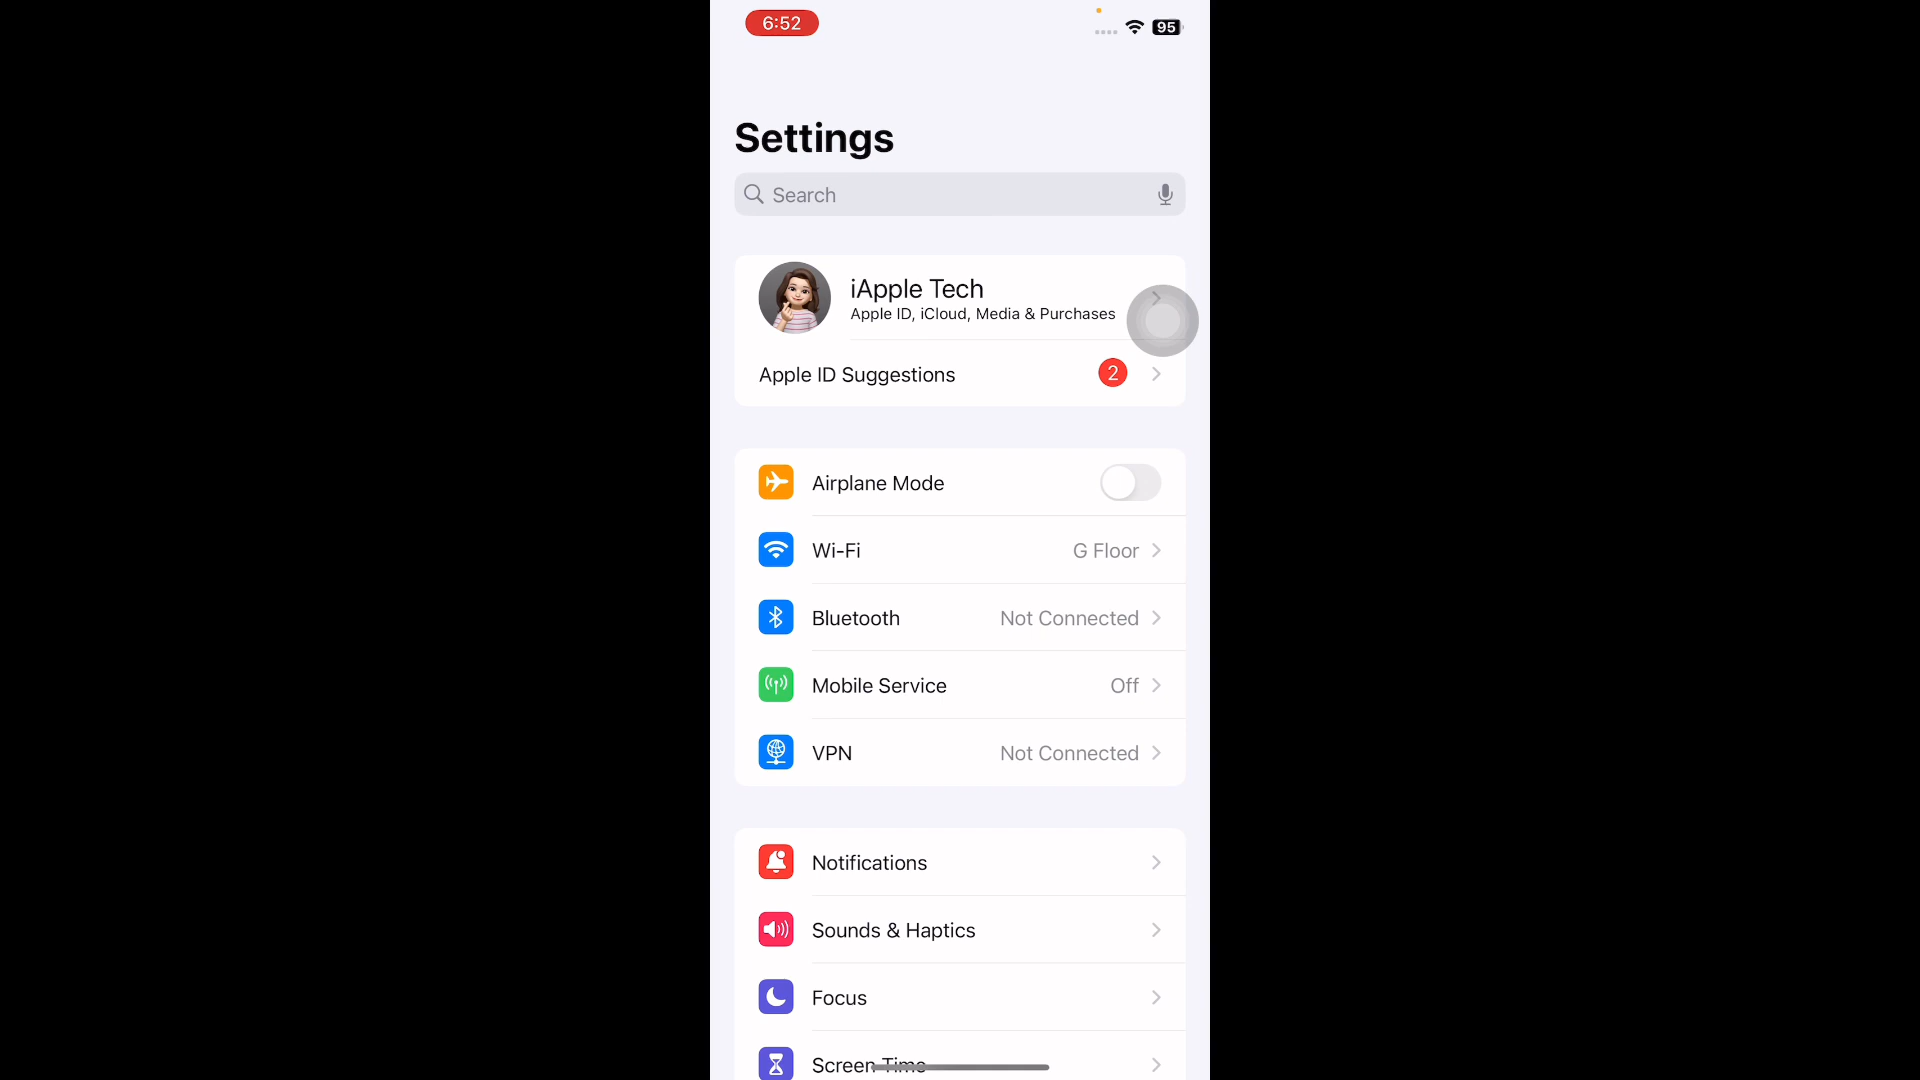 6:52
95
Settings
Search
iApple Tech
Apple ID, iCloud, Media & Purchases
Apple ID Suggestions 2
Airplane Mode
Wi-Fi G Floor
Bluetooth Not Connected
Mobile Service Off
VPN Not Connected
Notifications
Sounds & Haptics
Focus
Screen Time